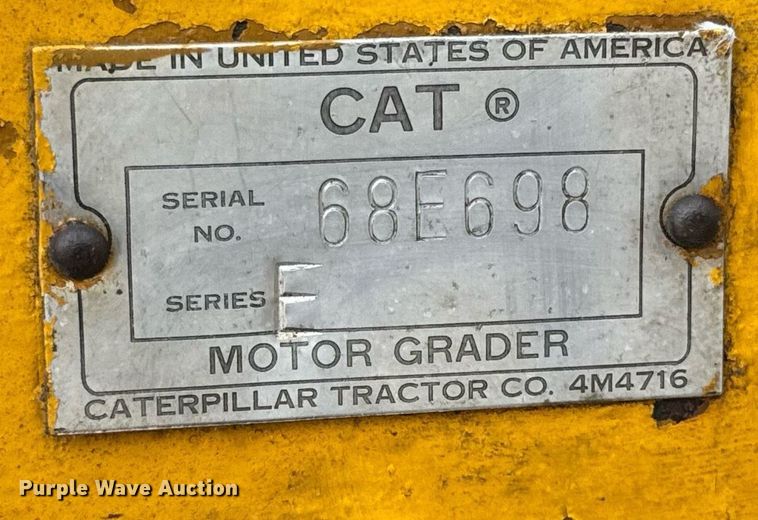 MADE IN UNITED STATES OF AMERICA
CAT ®
SERIAL NO. 68E698
SERIES E
MOTOR GRADER
CATERPILLAR TRACTOR CO. 4M4716
Purple Wave Auction